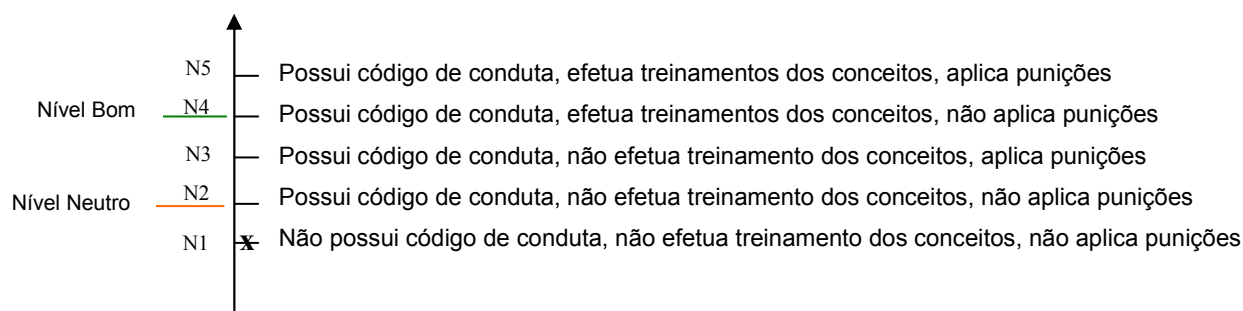 N5 Possui código de conduta, efetua treinamentos dos conceitos, aplica punições
Nível Bom N4 Possui código de conduta, efetua treinamentos dos conceitos, não aplica punições
N3 Possui código de conduta, não efetua treinamento dos conceitos, aplica punições
Nível Neutro N2 Possui código de conduta, não efetua treinamento dos conceitos, não aplica punições
N1 x Não possui código de conduta, não efetua treinamento dos conceitos, não aplica punições